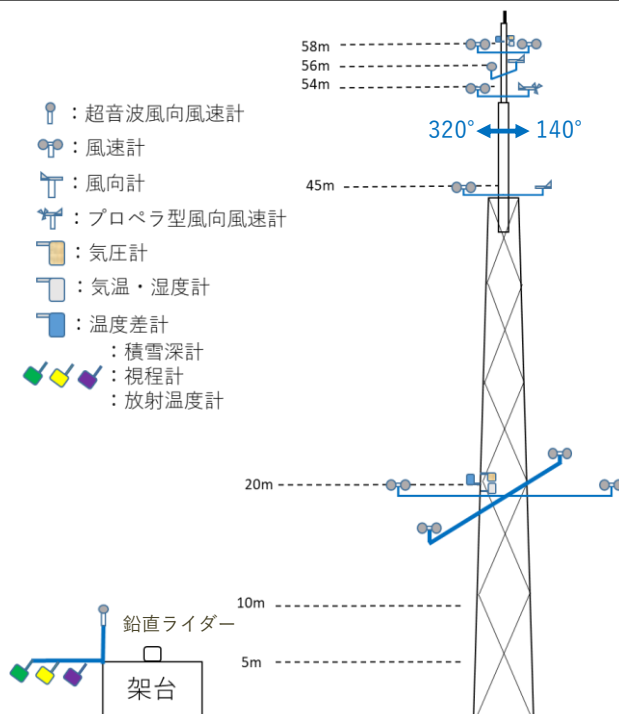 58m
56m
54m
320° 140°
45m
：超音波風向風速計
：風速計
：風向計
：プロペラ型風向風速計
：気圧計
：気温・湿度計
：温度差計
：積雪深計
：視程計
：放射温度計
20m
10m
5m
鉛直ライダー
架台